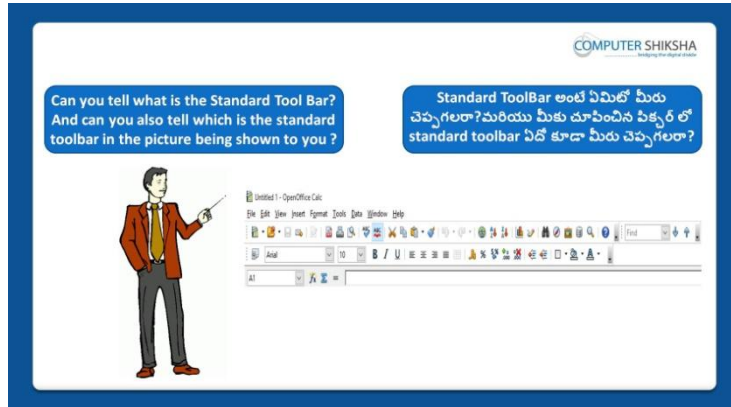 COMPUTER SHIKSHA
bridging the digital divide
Can you tell what is the Standard Tool Bar?
And can you also tell which is the standard
toolbar in the picture being shown to you ?
Standard ToolBar అంటే ఏమిటో మీరు
చెప్పగలరా?మరియు మీకు చూపించిన పిక్చర్ లో
standard toolbar ఏదో కూడా మీరు చెప్పగలరా?
Untitled 1 - OpenOffice Calc
File Edit View Insert Format Tools Data Window Help
Find
Arial 10 B I U
A1 =